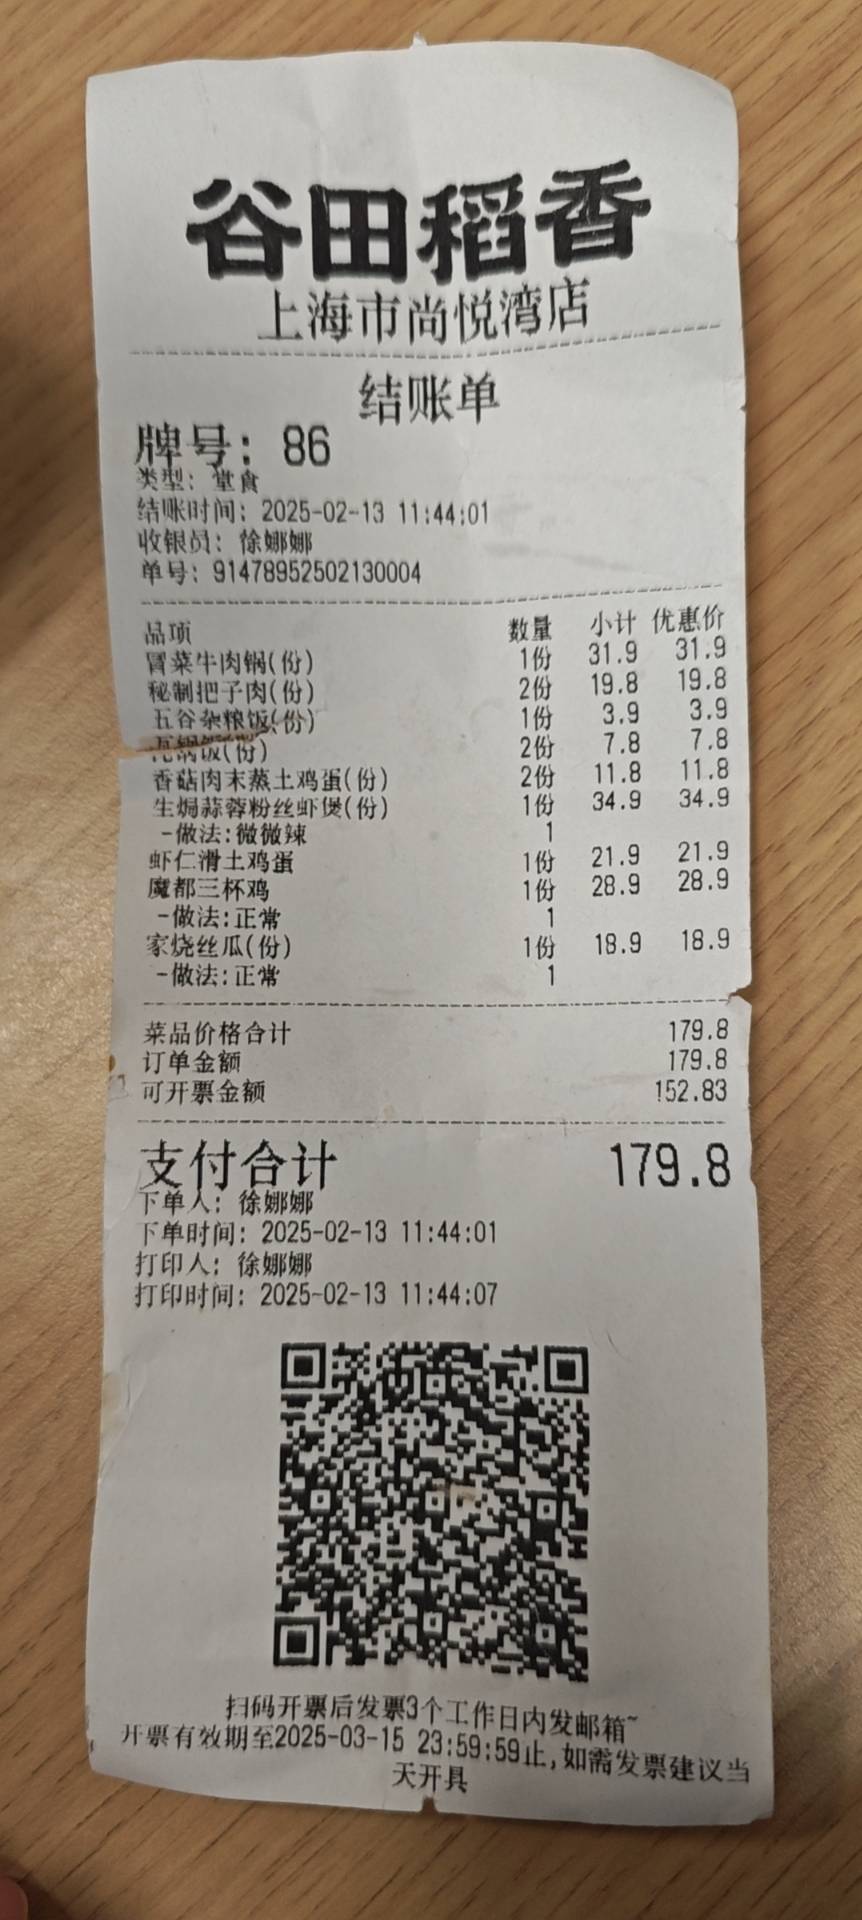 谷田稻香
上海市尚悦湾店
结账单
牌号: 86
类型: 堂食
结账时间: 2025-02-13 11:44:01
收银员: 徐娜娜
单号: 91478952502130004
品项 数量 小计 优惠价
冒菜牛肉锅(份) 1份 31.9 31.9
秘制把子肉(份) 2份 19.8 19.8
五谷杂粮饭(份) 1份 3.9 3.9
瓦锅饭(份) 2份 7.8 7.8
香菇肉末蒸土鸡蛋(份) 2份 11.8 11.8
生焗蒜蓉粉丝虾煲(份) 1份 34.9 34.9
-做法:微微辣 1
虾仁滑土鸡蛋 1份 21.9 21.9
魔都三杯鸡 1份 28.9 28.9
-做法:正常 1
家烧丝瓜(份) 1份 18.9 18.9
-做法:正常 1
菜品价格合计 179.8
订单金额 179.8
可开票金额 152.83
支付合计 179.8
下单人: 徐娜娜
下单时间: 2025-02-13 11:44:01
打印人: 徐娜娜
打印时间: 2025-02-13 11:44:07
扫码开票后发票3个工作日内发邮箱~
开票有效期至2025-03-15 23:59:59止,如需发票建议当
天开具